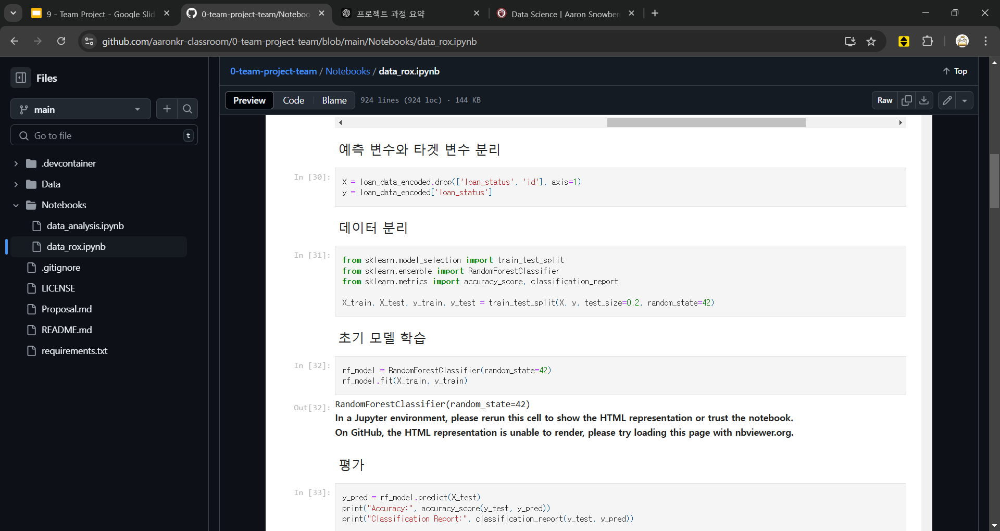 9 - Team Project - Google Slid
0-team-project-team/Noteboo
프로젝트 과정 요약
Data Science | Aaron Snowber
github.com/aaronkr-classroom/0-team-project-team/blob/main/Notebooks/data_rox.ipynb
Files
main
Go to file
t
.devcontainer
Data
Notebooks
data_analysis.ipynb
data_rox.ipynb
.gitignore
LICENSE
Proposal.md
README.md
requirements.txt
0-team-project-team / Notebooks / data_rox.ipynb
Top
Preview Code Blame 924 lines (924 loc) · 144 KB
Raw
예측 변수와 타겟 변수 분리
In [30]:
X = loan_data_encoded.drop(['loan_status', 'id'], axis=1)
y = loan_data_encoded['loan_status']
데이터 분리
In [31]:
from sklearn.model_selection import train_test_split
from sklearn.ensemble import RandomForestClassifier
from sklearn.metrics import accuracy_score, classification_report
X_train, X_test, y_train, y_test = train_test_split(X, y, test_size=0.2, random_state=42)
초기 모델 학습
In [32]:
rf_model = RandomForestClassifier(random_state=42)
rf_model.fit(X_train, y_train)
Out[32]:
RandomForestClassifier(random_state=42)
In a Jupyter environment, please rerun this cell to show the HTML representation or trust the notebook.
On GitHub, the HTML representation is unable to render, please try loading this page with nbviewer.org.
평가
In [33]:
y_pred = rf_model.predict(X_test)
print("Accuracy:", accuracy_score(y_test, y_pred))
print("Classification Report:", classification_report(y_test, y_pred))